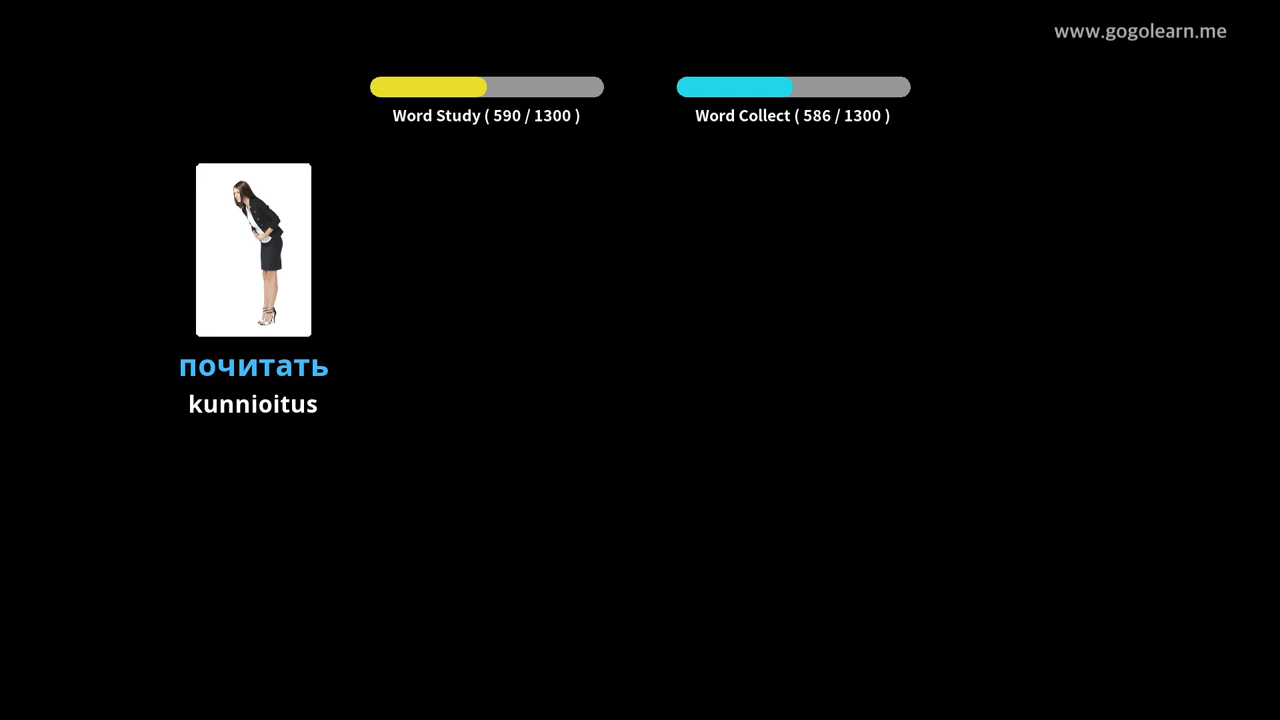 www.gogolearn.me
Word Study ( 590 / 1300 )
Word Collect ( 586 / 1300 )
почитать
kunnioitus